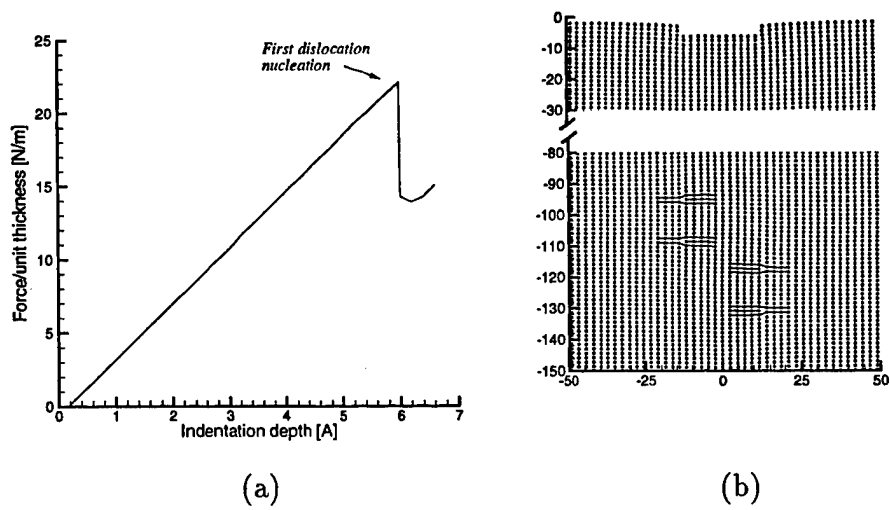 25
20
15
10
5
0
0 1 2 3 4 5 6 7
Force/unit thickness [N/m]
Indentation depth [A]
First dislocation
nucleation
(a)
0
-10
-20
-30
-80
-90
-100
-110
-120
-130
-140
-150
-50 -25 0 25 50
(b)